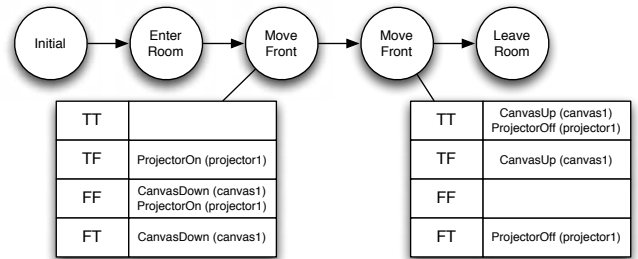 Initial
Enter
Room
Move
Front
Move
Front
Leave
Room
TT
TF
ProjectorOn (projector1)
FF
CanvasDown (canvas1)
ProjectorOn (projector1)
FT
CanvasDown (canvas1)
TT
CanvasUp (canvas1)
ProjectorOff (projector1)
TF
CanvasUp (canvas1)
FF
FT
ProjectorOff (projector1)